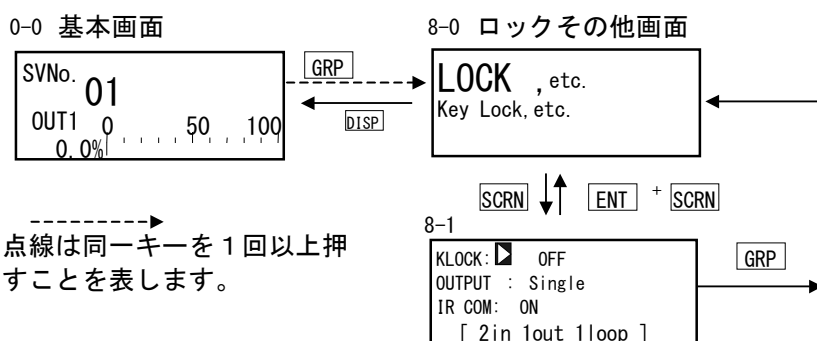 0-0 基本画面
8-0 ロックその他画面
SVNo. 01
OUT1 0 50 100
0.0%
GRP
DISP
LOCK ,etc.
Key Lock,etc.
SCRN
ENT + SCRN
点線は同一キーを1回以上押
すことを表します。
8-1
KLOCK: OFF
OUTPUT : Single
IR COM: ON
[ 2in 1out 1loop ]
GRP